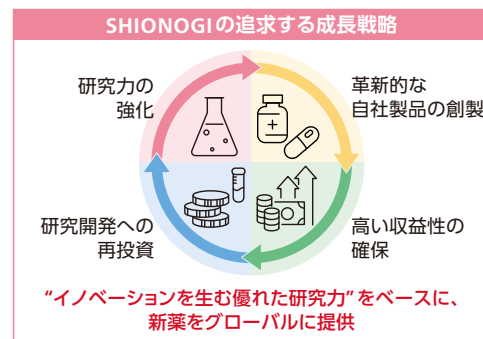 SHIONOGIの追求する成長戦略
研究力の
強化
革新的な
自社製品の創製
研究開発への
再投資
高い収益性の
確保
“イノベーションを生む優れた研究力”をベースに、
新薬をグローバルに提供